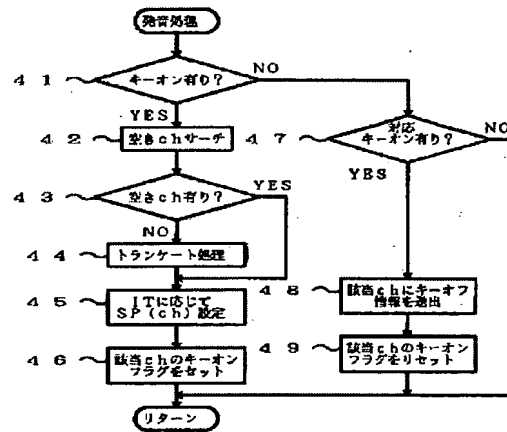 発音処理
41
キーオン有り?
NO
YES
42
空きchサーチ
47
対応
キーオン有り?
NO
YES
43
空きch有り?
YES
NO
44
トランケート処理
45
ITに応じて
SP(ch)設定
48
該当chにキーオフ
情報を送出
46
該当chのキーオン
フラグをセット
49
該当chのキーオン
フラグをリセット
リターン